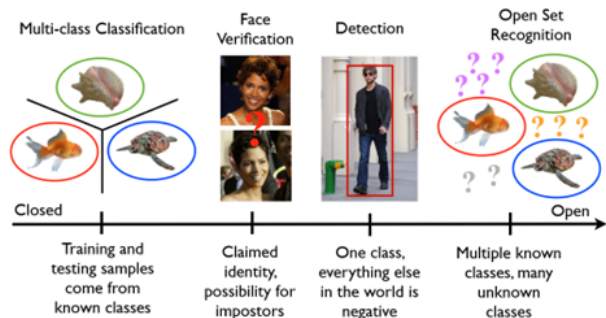 Multi-class Classification
Face
Verification
Detection
Open Set
Recognition
?
? ?
? ?
?
? ? ?
? ?
Closed
Open
Training and
testing samples
come from
known classes
Claimed
identity,
possibility for
impostors
One class,
everything else
in the world is
negative
Multiple known
classes, many
unknown
classes